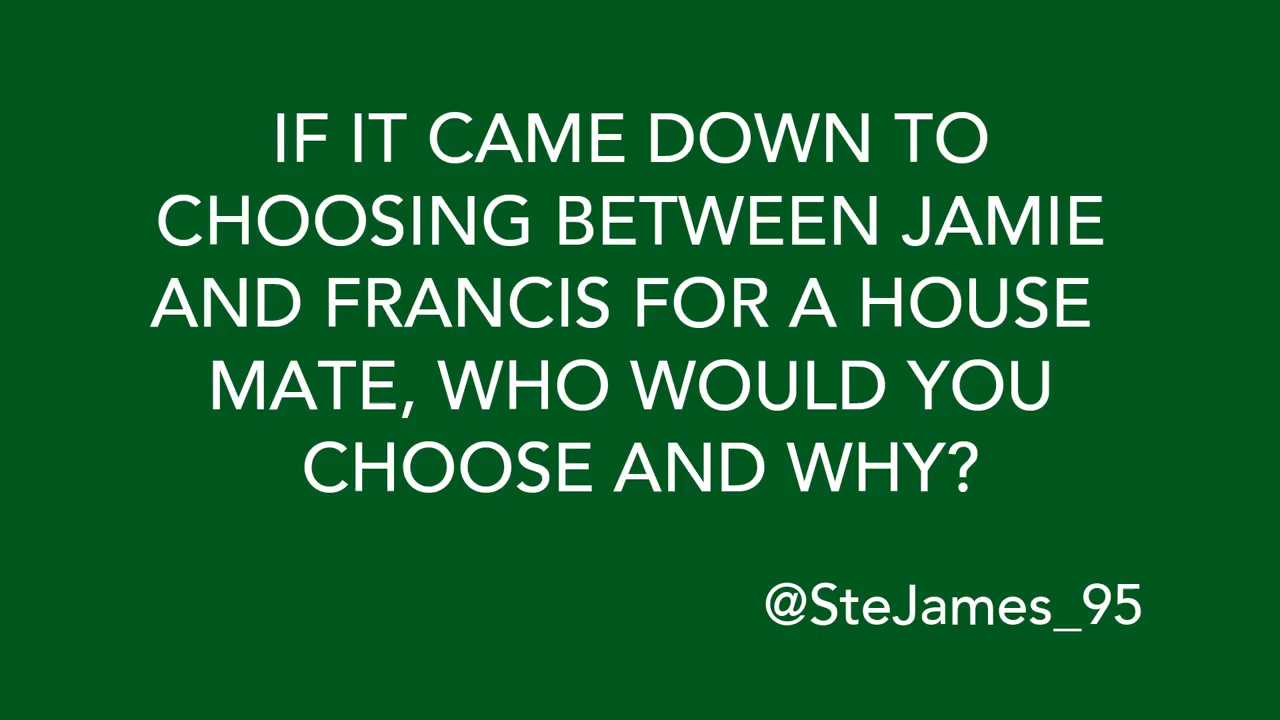 IF IT CAME DOWN TO
CHOOSING BETWEEN JAMIE
AND FRANCIS FOR A HOUSE
MATE, WHO WOULD YOU
CHOOSE AND WHY?
@SteJames_95